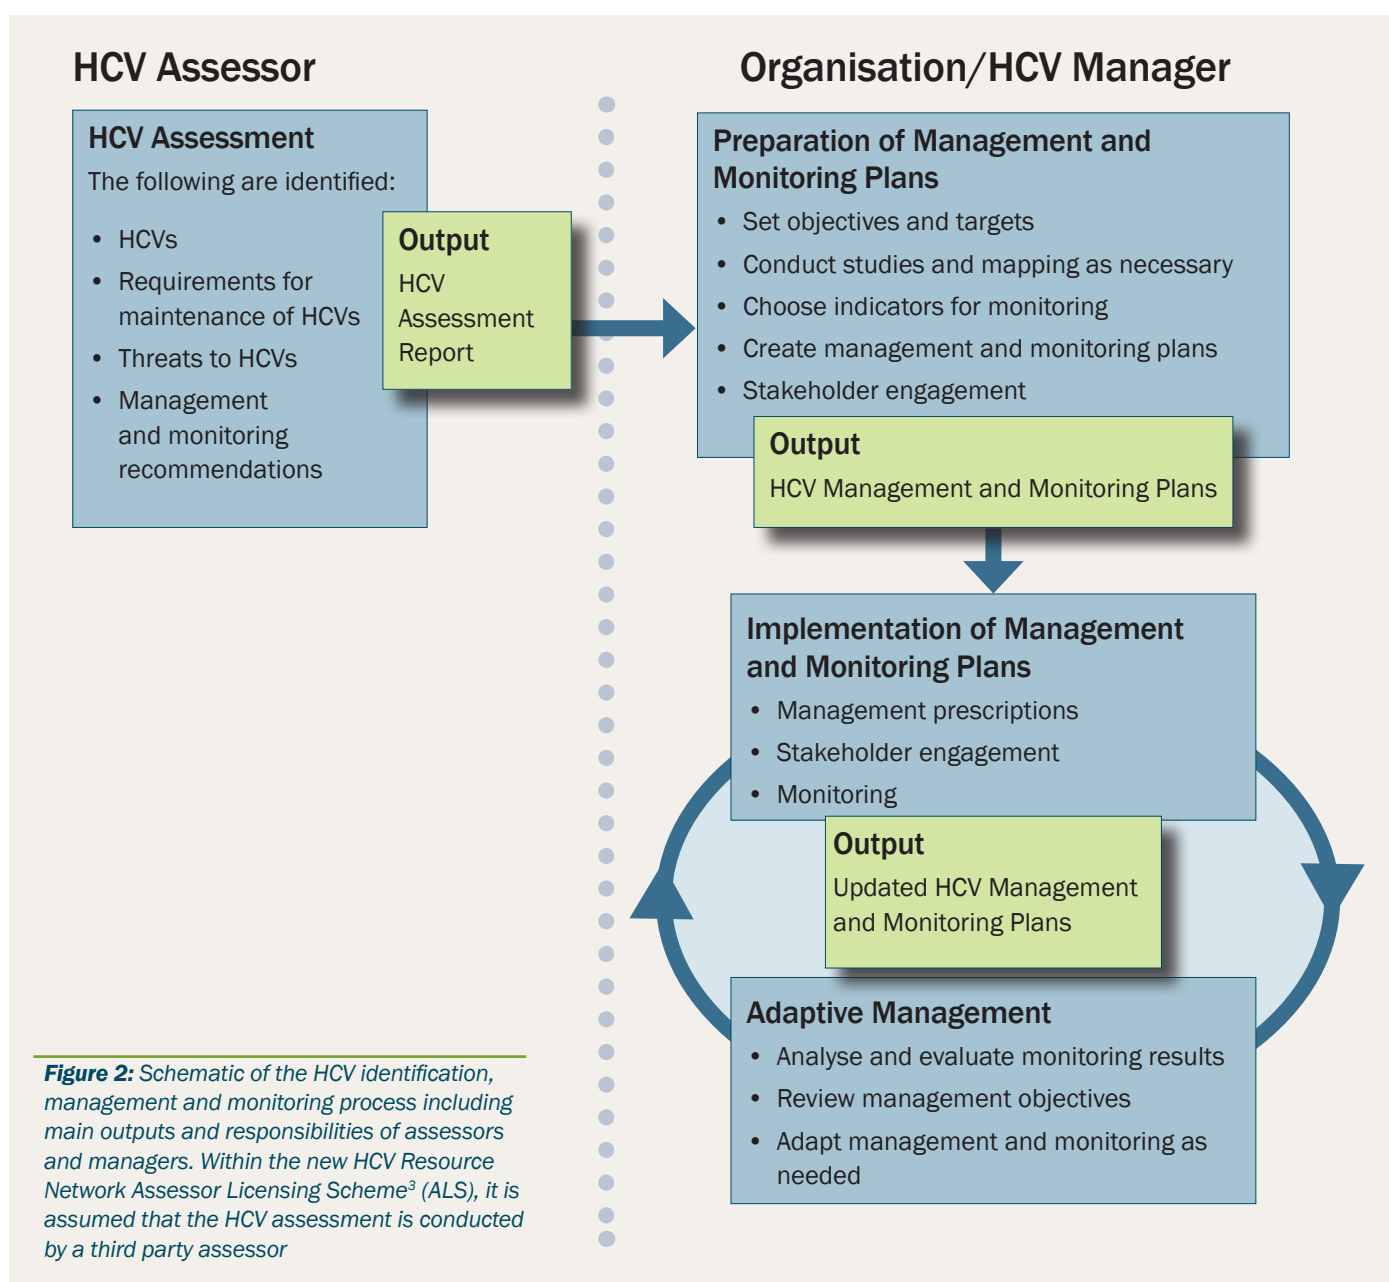 HCV Assessor
HCV Assessment
The following are identified:
• HCVs
• Requirements for
maintenance of HCVs
• Threats to HCVs
• Management
and monitoring
recommendations
Output
HCV
Assessment
Report
Organisation/HCV Manager
Preparation of Management and
Monitoring Plans
• Set objectives and targets
• Conduct studies and mapping as necessary
• Choose indicators for monitoring
• Create management and monitoring plans
• Stakeholder engagement
Output
HCV Management and Monitoring Plans
Implementation of Management
and Monitoring Plans
• Management prescriptions
• Stakeholder engagement
• Monitoring
Output
Updated HCV Management
and Monitoring Plans
Adaptive Management
• Analyse and evaluate monitoring results
• Review management objectives
• Adapt management and monitoring as
needed
Figure 2: Schematic of the HCV identification,
management and monitoring process including
main outputs and responsibilities of assessors
and managers. Within the new HCV Resource
Network Assessor Licensing Scheme³ (ALS), it is
assumed that the HCV assessment is conducted
by a third party assessor